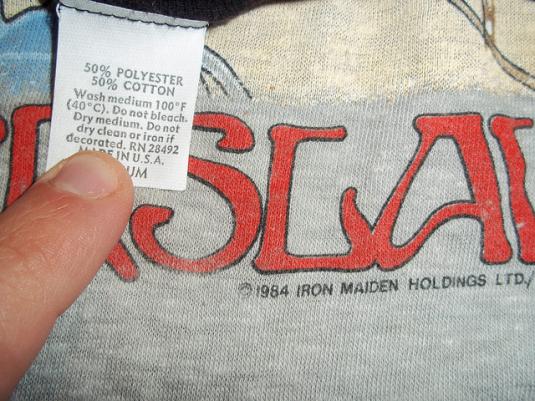 50% POLYESTER
50% COTTON
Wash medium 100°F
(40°C). Do not bleach.
Dry medium. Do not
dry clean or iron if
decorated. RN 28492
IN U.S.A.
SLA
© 1984 IRON MAIDEN HOLDINGS LTD./